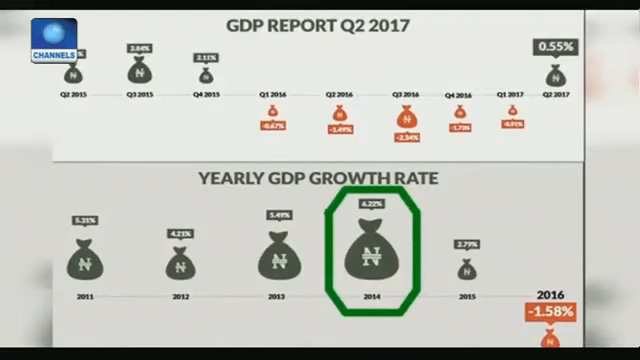 GDP REPORT Q2 2017
CHANNELS
2.84%
2.11%
0.55%
Q2 2015
Q3 2015
Q4 2015
Q1 2016
Q2 2016
Q3 2016
Q4 2016
Q1 2017
Q2 2017
-0.67%
-1.49%
-2.34%
-1.73%
-0.91%
YEARLY GDP GROWTH RATE
5.31%
4.21%
5.49%
6.22%
2.79%
2011
2012
2013
2014
2015
2016
-1.58%